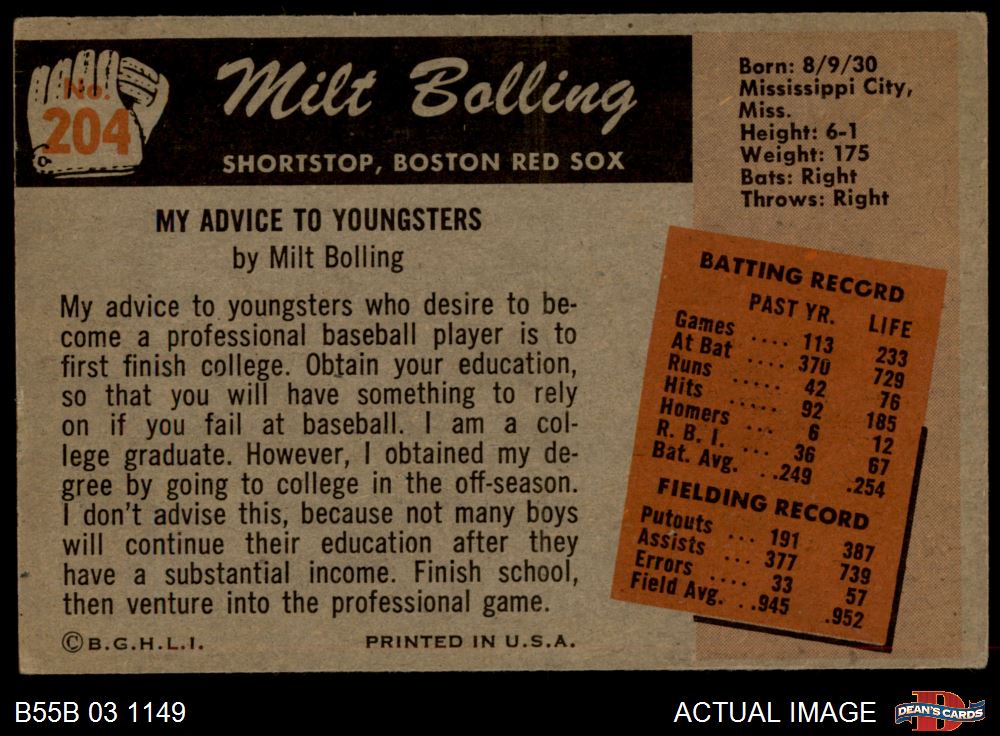 No.
204
Milt Bolling
SHORTSTOP, BOSTON RED SOX
MY ADVICE TO YOUNGSTERS
by Milt Bolling
My advice to youngsters who desire to be-
come a professional baseball player is to
first finish college. Obtain your education,
so that you will have something to rely
on if you fail at baseball. I am a col-
lege graduate. However, I obtained my de-
gree by going to college in the off-season.
I don't advise this, because not many boys
will continue their education after they
have a substantial income. Finish school,
then venture into the professional game.
©B.G.H.L.I. PRINTED IN U.S.A.
Born: 8/9/30
Mississippi City,
Miss.
Height: 6-1
Weight: 175
Bats: Right
Throws: Right
BATTING RECORD
PAST YR. LIFE
Games .... 113 233
At Bat .... 370 729
Runs ..... 42 76
Hits ..... 92 185
Homers ... 6 12
R. B. I. ... 36 67
Bat. Avg. ..249 .254
FIELDING RECORD
Putouts ... 191 387
Assists ... 377 739
Errors .... 33 57
Field Avg. ..945 .952
B55B 03 1149 ACTUAL IMAGE DEAN'S CARDS